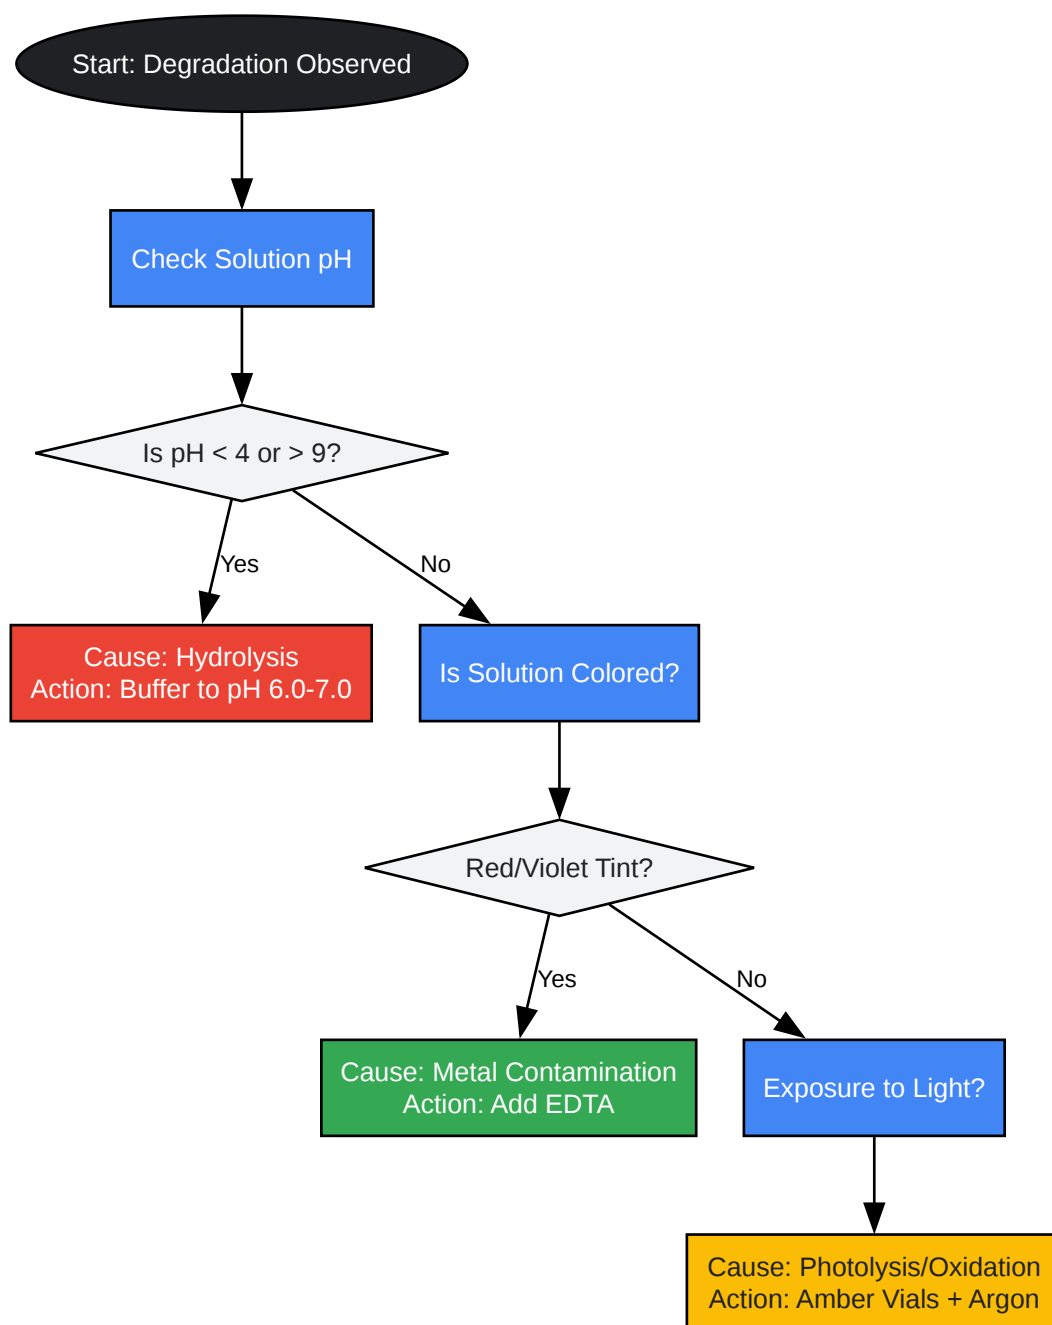 Start: Degradation Observed
Check Solution pH
Is pH < 4 or > 9?
Yes
No
Cause: Hydrolysis
Action: Buffer to pH 6.0-7.0
Is Solution Colored?
Red/Violet Tint?
Yes
No
Cause: Metal Contamination
Action: Add EDTA
Exposure to Light?
Cause: Photolysis/Oxidation
Action: Amber Vials + Argon